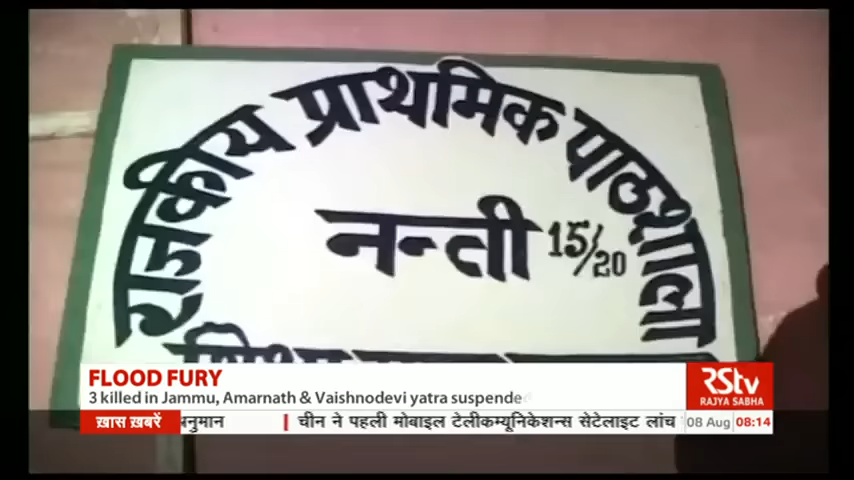 राजकीय प्राथमिक पाठशाला
नन्ती 15/20
FLOOD FURY
3 killed in Jammu, Amarnath & Vaishnodevi yatra suspende
RSTV
RAJYA SABHA
ख़ास ख़बरें
नुमान | चीन ने पहली मोबाइल टेलीकम्यूनिकेशन्स सेटेलाइट लांच
08 Aug 08:14